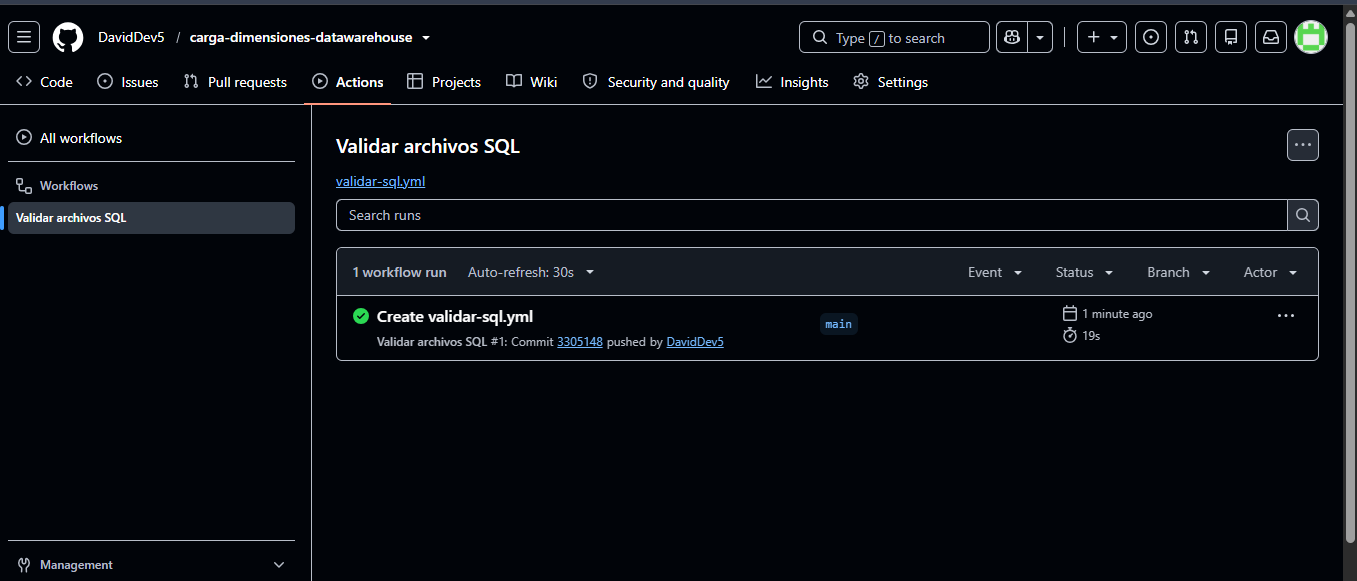 DavidDev5 / carga-dimensiones-datawarehouse
Type / to search
Code Issues Pull requests Actions Projects Wiki Security and quality Insights Settings
All workflows
Workflows
Validar archivos SQL
Management
Validar archivos SQL
validar-sql.yml
Search runs
1 workflow run Auto-refresh: 30s Event Status Branch Actor
Create validar-sql.yml
Validar archivos SQL #1: Commit 3305148 pushed by DavidDev5
main
1 minute ago
19s